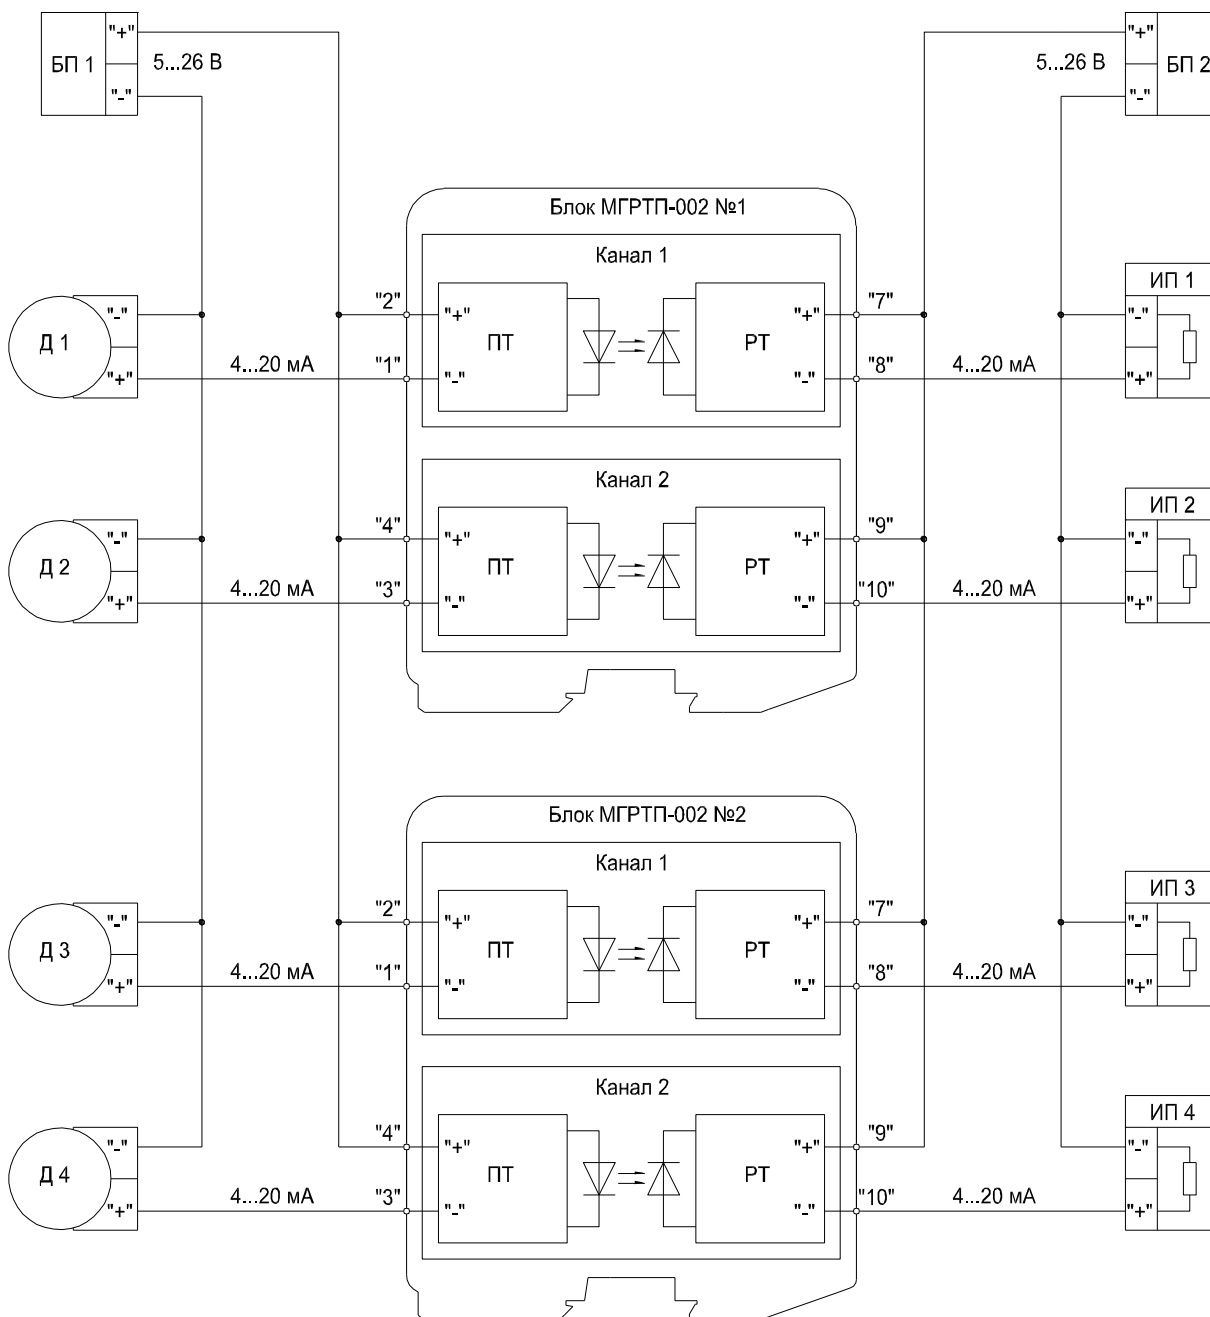 "+"
БП 1
5...26 В
"-"
"+"
5...26 В
БП 2
"-"
Блок МГРТП-002 №1
Канал 1
ИП 1
"-"
"2"
"+"
"+"
"7"
"-"
Д 1
ПТ
РТ
"+"
4...20 мА
"1"
"-"
"-"
"8"
4...20 мА
"+"
Канал 2
ИП 2
"-"
"4"
"+"
"+"
"9"
"-"
Д 2
ПТ
РТ
"+"
4...20 мА
"3"
"-"
"-"
"10"
4...20 мА
"+"
Блок МГРТП-002 №2
Канал 1
ИП 3
"-"
"2"
"+"
"+"
"7"
"-"
Д 3
ПТ
РТ
"+"
4...20 мА
"1"
"-"
"-"
"8"
4...20 мА
"+"
Канал 2
ИП 4
"-"
"4"
"+"
"+"
"9"
"-"
Д 4
ПТ
РТ
"+"
4...20 мА
"3"
"-"
"-"
"10"
4...20 мА
"+"